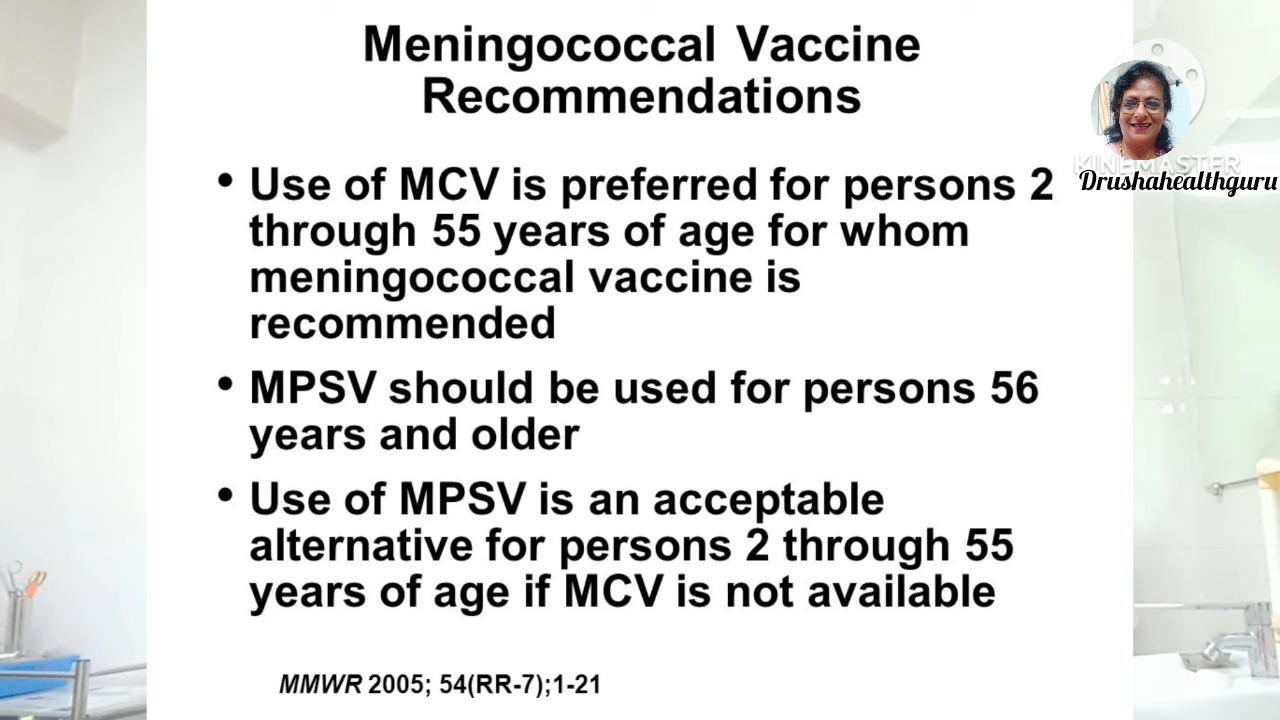 Meningococcal Vaccine
Recommendations
• Use of MCV is preferred for persons 2
through 55 years of age for whom
meningococcal vaccine is
recommended
• MPSV should be used for persons 56
years and older
• Use of MPSV is an acceptable
alternative for persons 2 through 55
years of age if MCV is not available
MMWR 2005; 54(RR-7);1-21
KINEMASTER
Drushahealthguru